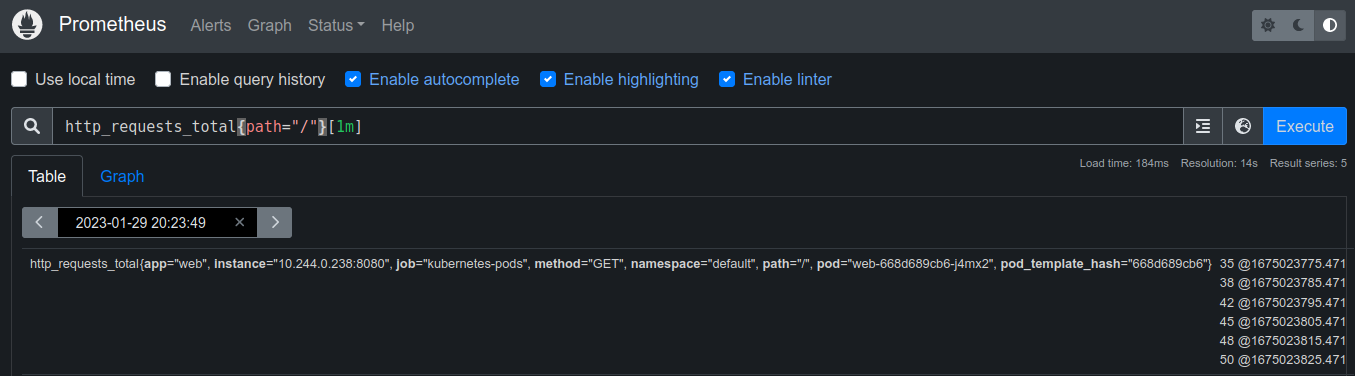 Prometheus Alerts Graph Status Help
Use local time Enable query history Enable autocomplete Enable highlighting Enable linter
http_requests_total{path="/"}[1m] Execute
Load time: 184ms Resolution: 14s Result series: 5
Table Graph
2023-01-29 20:23:49
http_requests_total{app="web", instance="10.244.0.238:8080", job="kubernetes-pods", method="GET", namespace="default", path="/", pod="web-668d689cb6-j4mx2", pod_template_hash="668d689cb6"} 35 @1675023775.471
38 @1675023785.471
42 @1675023795.471
45 @1675023805.471
48 @1675023815.471
50 @1675023825.471